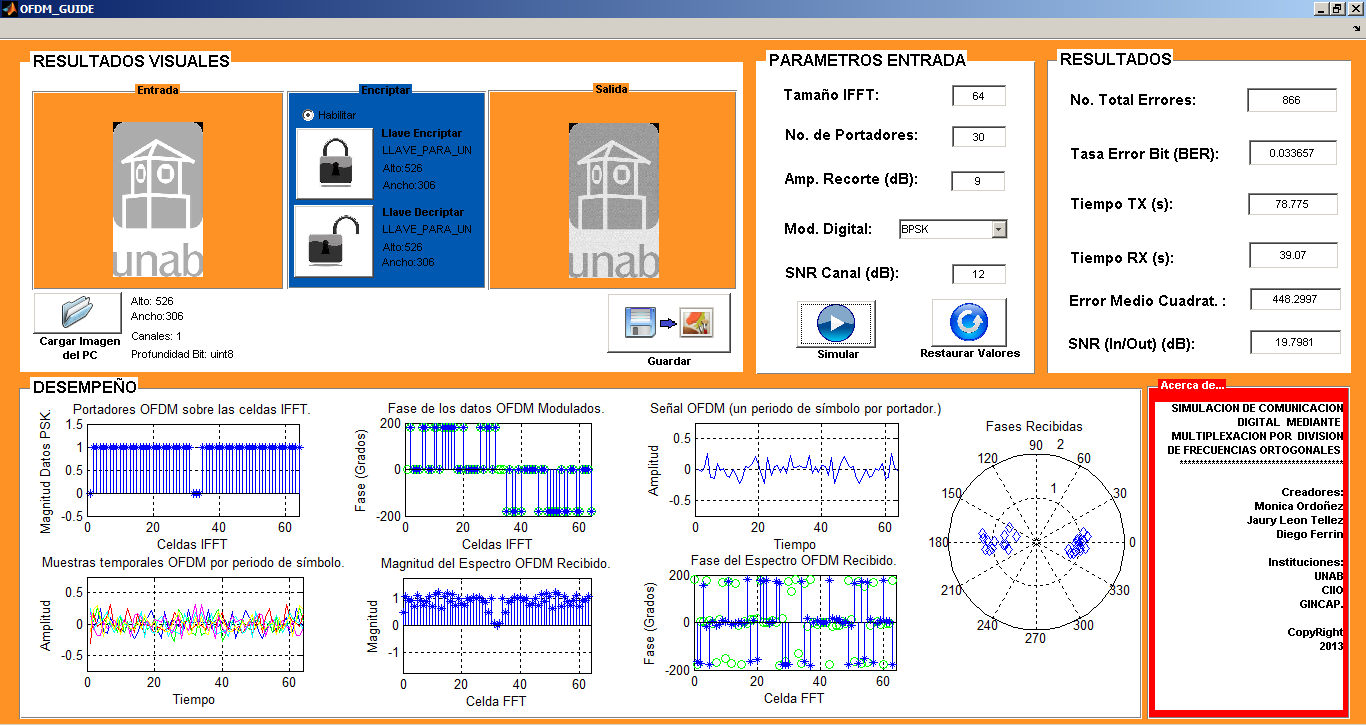 OFDM_GUIDE
RESULTADOS VISUALES
Entrada
unab
Encriptar
Habilitar
Llave Encriptar
LLAVE_PARA_UN
Alto:526
Ancho:306
Llave Decriptar
LLAVE_PARA_UN
Alto:526
Ancho:306
Salida
unab
Cargar Imagen
del PC
Alto: 526
Ancho:306
Canales: 1
Profundidad Bit: uint8
Guardar
PARAMETROS ENTRADA
Tamaño IFFT:
64
No. de Portadores:
30
Amp. Recorte (dB):
9
Mod. Digital:
BPSK
SNR Canal (dB):
12
Simular
Restaurar Valores
RESULTADOS
No. Total Errores:
866
Tasa Error Bit (BER):
0.033657
Tiempo TX (s):
78.775
Tiempo RX (s):
39.07
Error Medio Cuadrat. :
448.2997
SNR (In/Out) (dB):
19.7981
DESEMPEÑO
Portadores OFDM sobre las celdas IFFT.
Magnitud Datos PSK.
1.5
1
0.5
0
-0.5
0
20
40
60
Celdas IFFT
Fase de los datos OFDM Modulados.
Fase (Grados)
200
0
-200
0
20
40
60
Celdas IFFT
Señal OFDM (un periodo de símbolo por portador.)
Amplitud
0.5
0
-0.5
0
20
40
60
Tiempo
Fases Recibidas
90
2
120
60
150
1
30
180
0
210
330
240
300
270
Muestras temporales OFDM por periodo de símbolo.
Amplitud
0.5
0
-0.5
0
20
40
60
Tiempo
Magnitud del Espectro OFDM Recibido.
Magnitud
1
0
-1
0
20
40
60
Celda FFT
Fase del Espectro OFDM Recibido.
Fase (Grados)
200
0
-200
0
20
40
60
Celda FFT
Acerca de...
SIMULACION DE COMUNICACION
DIGITAL MEDIANTE
MULTIPLEXACION POR DIVISION
DE FRECUENCIAS ORTOGONALES
Creadores:
Monica Ordoñez
Jaury Leon Tellez
Diego Ferrin
Instituciones:
UNAB
CIIO
GINCAP.
CopyRight
2013